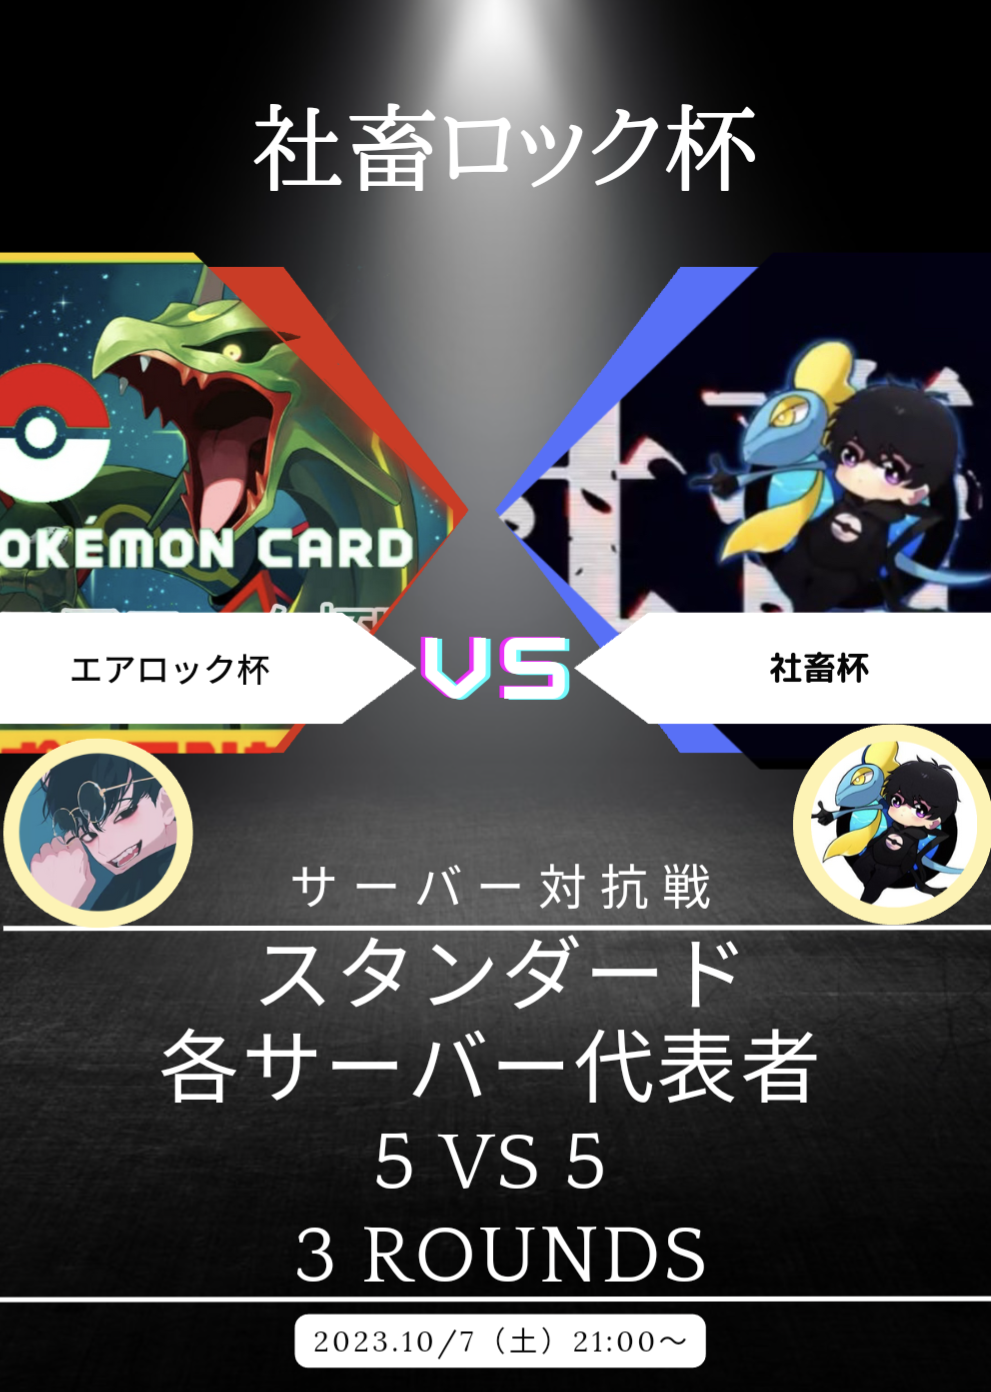 社畜ロック杯
OKÉMON CARD
エアロック杯
VS
社畜杯
サーバー対抗戦
スタンダード
各サーバー代表者
5 VS 5
3 ROUNDS
2023.10/7（土）21:00～